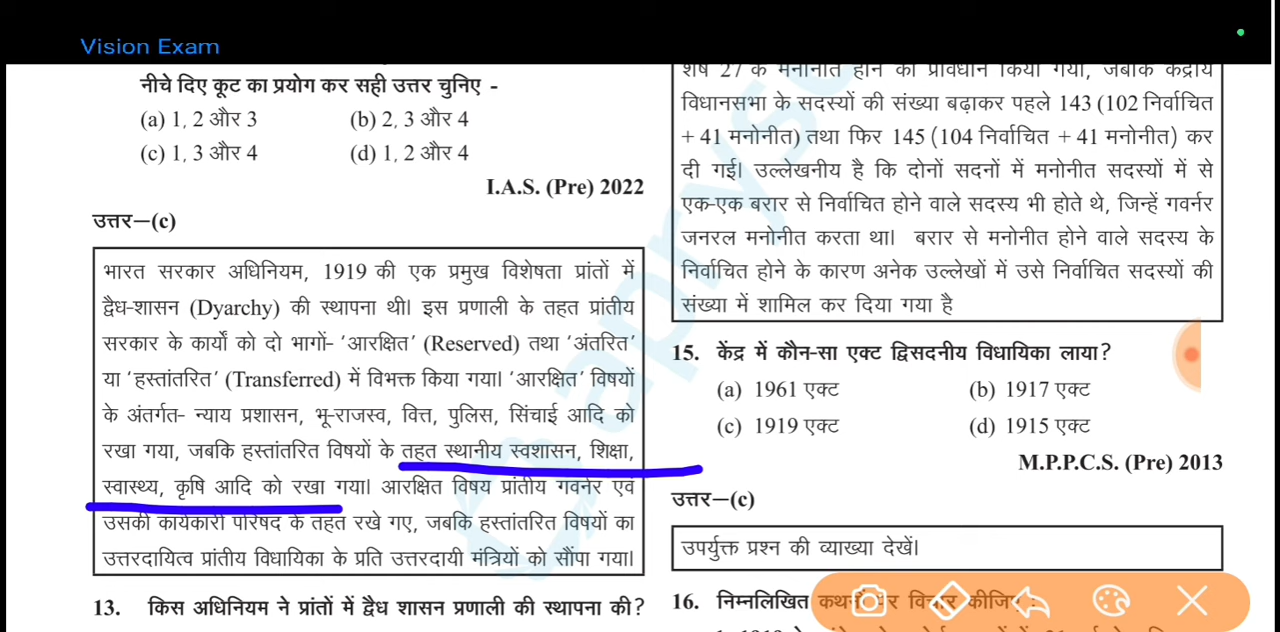 Vision Exam
नीचे दिए कूट का प्रयोग कर सही उत्तर चुनिए -
(a) 1, 2 और 3 (b) 2, 3 और 4
(c) 1, 3 और 4 (d) 1, 2 और 4
I.A.S. (Pre) 2022
उत्तर—(c)
भारत सरकार अधिनियम, 1919 की एक प्रमुख विशेषता प्रांतों में
द्वैध-शासन (Dyarchy) की स्थापना थी। इस प्रणाली के तहत प्रांतीय
सरकार के कार्यों को दो भागों- 'आरक्षित' (Reserved) तथा 'अंतरित'
या 'हस्तांतरित' (Transferred) में विभक्त किया गया। 'आरक्षित' विषयों
के अंतर्गत- न्याय प्रशासन, भू-राजस्व, वित्त, पुलिस, सिंचाई आदि को
रखा गया, जबकि हस्तांतरित विषयों के तहत स्थानीय स्वशासन, शिक्षा,
स्वास्थ्य, कृषि आदि को रखा गया। आरक्षित विषय प्रांतीय गवर्नर एवं
उसकी कार्यकारी परिषद के तहत रखे गए, जबकि हस्तांतरित विषयों का
उत्तरदायित्व प्रांतीय विधायिका के प्रति उत्तरदायी मंत्रियों को सौंपा गया।
13. किस अधिनियम ने प्रांतों में द्वैध शासन प्रणाली की स्थापना की?
शेष 27 के मनोनीत होने का प्रावधान किया गया, जबकि केंद्रीय
विधानसभा के सदस्यों की संख्या बढ़ाकर पहले 143 (102 निर्वाचित
+ 41 मनोनीत) तथा फिर 145 (104 निर्वाचित + 41 मनोनीत) कर
दी गई। उल्लेखनीय है कि दोनों सदनों में मनोनीत सदस्यों में से
एक-एक बरार से निर्वाचित होने वाले सदस्य भी होते थे, जिन्हें गवर्नर
जनरल मनोनीत करता था। बरार से मनोनीत होने वाले सदस्य के
निर्वाचित होने के कारण अनेक उल्लेखों में उसे निर्वाचित सदस्यों की
संख्या में शामिल कर दिया गया है
15. केंद्र में कौन-सा एक्ट द्विसदनीय विधायिका लाया?
(a) 1961 एक्ट (b) 1917 एक्ट
(c) 1919 एक्ट (d) 1915 एक्ट
M.P.P.C.S. (Pre) 2013
उत्तर—(c)
उपर्युक्त प्रश्न की व्याख्या देखें।
16. निम्नलिखित कथनों पर विचार कीजिए